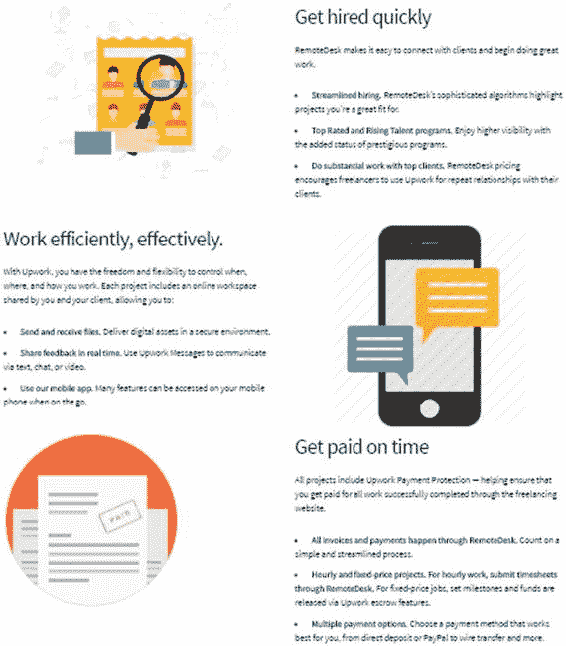 Get hired quickly
RemoteDesk makes it easy to connect with clients and begin doing great
work.
• Streamlined hiring. RemoteDesk's sophisticated algorithms highlight
projects you're a great fit for.
• Top Rated and Rising Talent programs. Enjoy higher visibility with
the added status of prestigious programs.
• Do substantial work with top clients. RemoteDesk pricing
encourages freelancers to use Upwork for repeat relationships with their
clients.
Work efficiently, effectively.
With Upwork, you have the freedom and flexibility to control when,
where, and how you work. Each project includes an online workspace
shared by you and your client, allowing you to:
• Send and receive files. Deliver digital assets in a secure environment.
• Share feedback in real time. Use Upwork Messages to communicate
via text, chat, or video.
• Use our mobile app. Many features can be accessed on your mobile
phone when on the go.
PAID
Get paid on time
All projects include Upwork Payment Protection — helping ensure that
you get paid for all work successfully completed through the freelancing
website.
• All invoices and payments happen through RemoteDesk. Count on a
simple and streamlined process.
• Hourly and fixed-price projects. For hourly work, submit timesheets
through RemoteDesk. For fixed-price jobs, set milestones and funds are
released via Upwork escrow features.
• Multiple payment options. Choose a payment method that works
best for you, from direct deposit or PayPal to wire transfer and more.